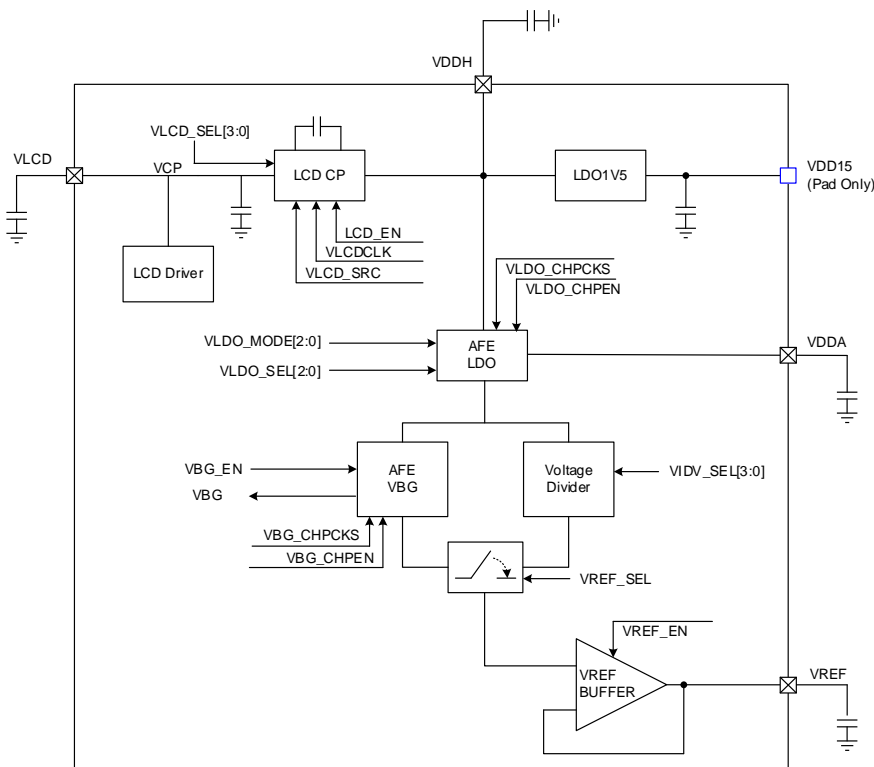 VDDH
VLCD_SEL[3:0]
VLCD
VCP
LCD CP
LDO1V5
VDD15
(Pad Only)
LCD_EN
VLCDCLK
VLCD_SRC
LCD Driver
VLDO_CHPCKS
VLDO_CHPEN
VLDO_MODE[2:0]
VLDO_SEL[2:0]
AFE
LDO
VDDA
VBG_EN
VBG
AFE
VBG
Voltage
Divider
VIDV_SEL[3:0]
VBG_CHPCKS
VBG_CHPEN
VREF_SEL
VREF_EN
VREF
BUFFER
VREF